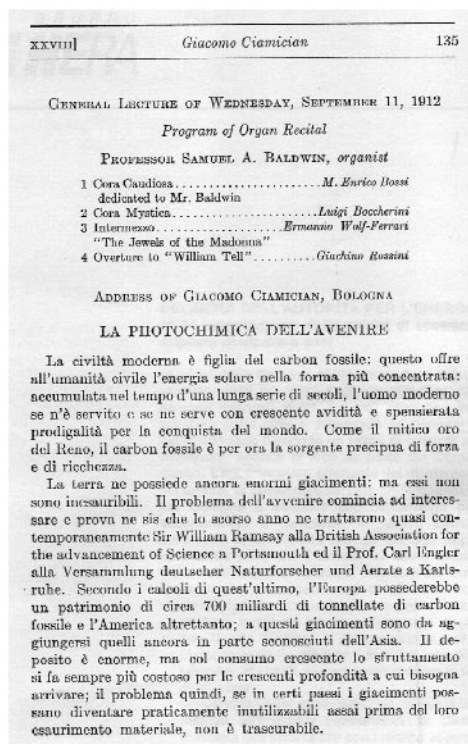 XXVIII] Giacomo Ciamician 135
GENERAL LECTURE OF WEDNESDAY, SEPTEMBER 11, 1912
Program of Organ Recital
PROFESSOR SAMUEL A. BALDWIN, organist
1 Cora Caudiosa......................M. Enrico Bossi
dedicated to Mr. Baldwin
2 Cora Mystica......................Luigi Boccherini
3 Intermezzo......................Ermanno Wolf-Ferrari
"The Jewels of the Madonna"
4 Overture to "William Tell"..........Giachino Rossini
ADDRESS OF GIACOMO CIAMICIAN, BOLOGNA
LA PHOTOCHIMICA DELL'AVENIRE
La civiltà moderna è figlia del carbon fossile: questo offre
all'umanità civile l'energia solare nella forma più concentrata:
accumulata nel tempo d'una lunga serie di secoli, l'uomo moderno
se n'è servito e se ne serve con crescente avidità e spensierata
prodigalità per la conquista del mondo. Come il mitico oro
del Reno, il carbon fossile è per ora la sorgente precipua di forza
e di richezza.
La terra ne possiede ancora enormi giacimenti: ma essi non
sono inesauribili. Il problema dell'avvenire comincia ad interes-
sare e prova ne sis che lo scorso anno ne trattarono quasi con-
temporaneamente Sir William Ramsay alla British Association for
the advancement of Science a Portsmouth ed il Prof. Carl Engler
alla Versammlung deutscher Naturforscher und Aerzte a Karls-
ruhe. Secondo i calcoli di quest'ultimo, l'Europa possederebbe
un patrimonio di circa 700 miliardi di tonnellate di carbon
fossile e l'America altrettanto; a questi giacimenti sono da ag-
giungersi quelli ancora in parte sconosciuti dell'Asia. Il de-
posito è enorme, ma col consumo crescente lo sfruttamento
si fa sempre più costoso per le crescenti profondità a cui bisogna
arrivare; il problema quindi, se in certi paesi i giacimenti pos-
sano diventare praticamente inutilizzabili assai prima del loro
esaurimento materiale, non è trascurabile.